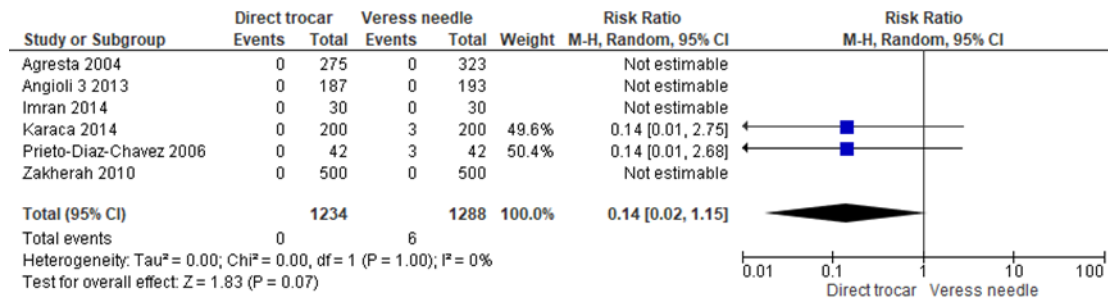 Direct trocar Veress needle Risk Ratio Risk Ratio
Study or Subgroup Events Total Events Total Weight M-H, Random, 95% CI M-H, Random, 95% CI
Agresta 2004 0 275 0 323 Not estimable
Angioli 3 2013 0 187 0 193 Not estimable
Imran 2014 0 30 0 30 Not estimable
Karaca 2014 0 200 3 200 49.6% 0.14 [0.01, 2.75]
Prieto-Diaz-Chavez 2006 0 42 3 42 50.4% 0.14 [0.01, 2.68]
Zakherah 2010 0 500 0 500 Not estimable
Total (95% CI) 1234 1288 100.0% 0.14 [0.02, 1.15]
Total events 0 6
Heterogeneity: Tau² = 0.00; Chi² = 0.00, df = 1 (P = 1.00); I² = 0%
Test for overall effect: Z = 1.83 (P = 0.07)
0.01 0.1 1 10 100
Direct trocar Veress needle